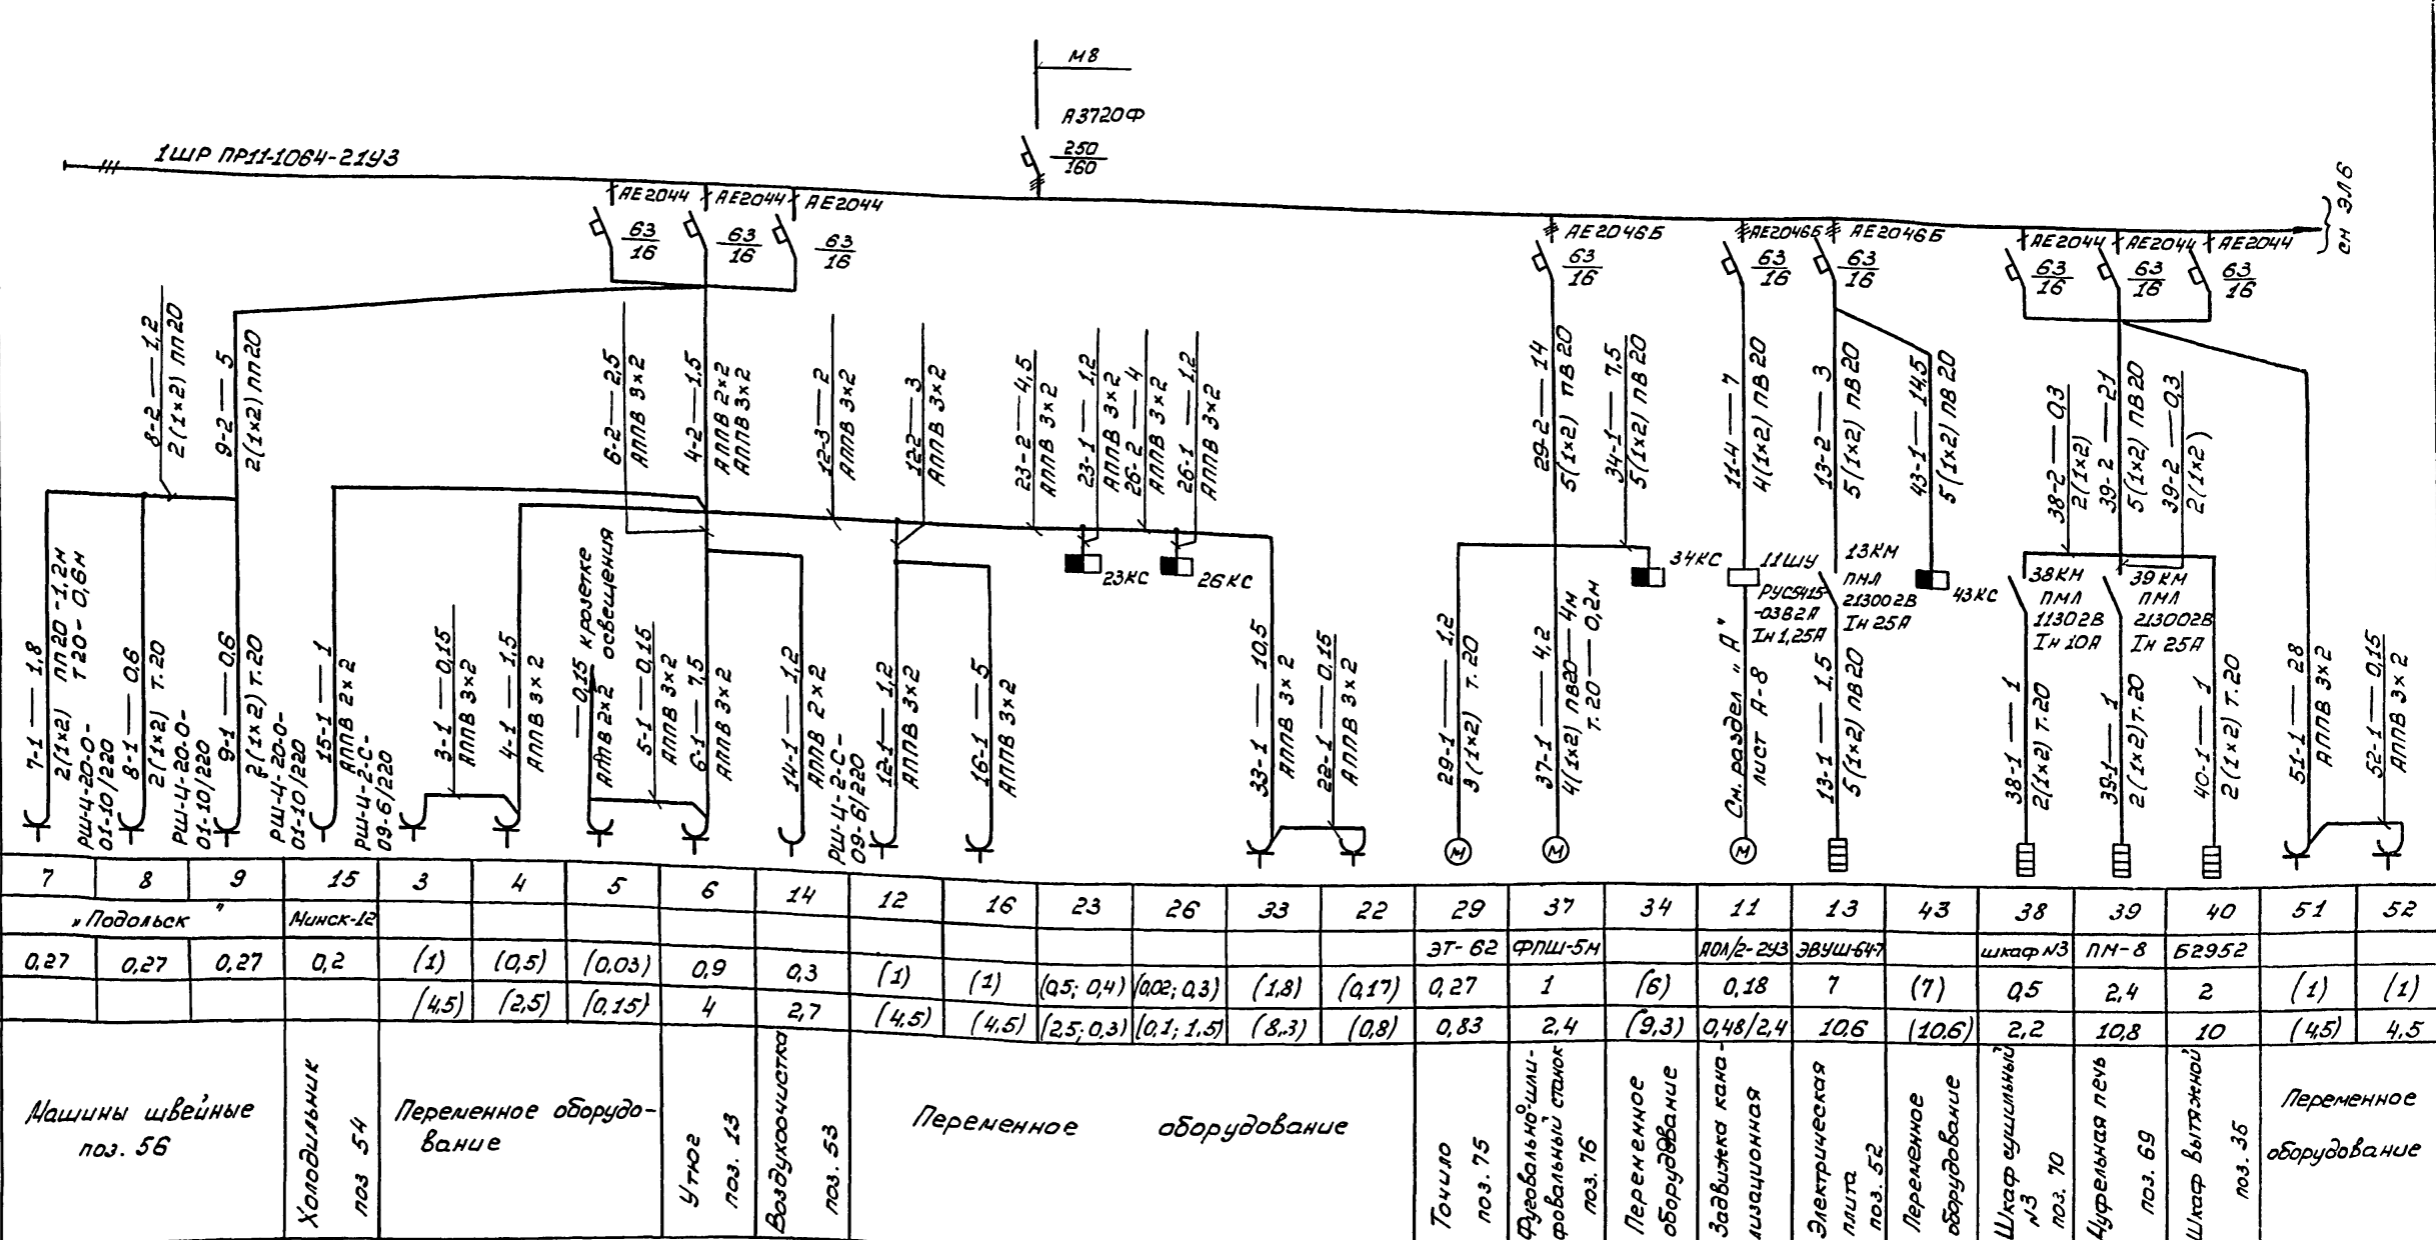 М8
А3720Ф
250
160
1ШР ПР11-1064-21У3
АЕ2044
63
16
АЕ2044
63
16
АЕ2044
63
16
АЕ2046Б
63
16
АЕ2046Б
63
16
АЕ2046Б
63
16
АЕ2044
63
16
АЕ2044
63
16
АЕ2044
63
16
см ЭЛ6
8-2 — 1,2
2(1×2) пп20
9-2 — 5
2(1×2) пп20
6-2 — 2,5
АППВ 3×2
4-2 — 1,5
АППВ 2×2
АППВ 3×2
12-3 — 2
АППВ 3×2
12-2 — 3
АППВ 3×2
23-2 — 4,5
АППВ 3×2
23-1 — 1,2
АППВ 3×2
26-2 — 4
АППВ 3×2
26-1 — 1,2
АППВ 3×2
29-2 — 14
5(1×2) пВ 20
34-1 — 7,5
5(1×2) пВ 20
11-4 — 7
4(1×2) пВ 20
13-2 — 3
5(1×2) пВ 20
43-1 — 14,5
5(1×2) пВ 20
38-2 — 0,3
2(1×2)
39-2 — 21
5(1×2) пВ 20
39-2 — 0,3
2(1×2)
23КС
26КС
34КС
11ШУ
РУС5415-
-03В2А
Iн 1,25А
13КМ
ПМЛ
213002В
Iн 25А
43КС
38КМ
ПМЛ
11302В
Iн 10А
39КМ
ПМЛ
213002В
Iн 25А
7-1 — 1,8
2(1×2) пп20-1,2м
т.20-0,6м
РШ-Ц-20-0-
01-10/220
8-1 — 0,6
2(1×2) т.20
РШ-Ц-20-0-
01-10/220
9-1 — 0,6
2(1×2) т.20
РШ-Ц-20-0-
01-10/220
15-1 — 1
АППВ 2×2
РШ-Ц-2-С-
09-6/220
3-1 — 0,15
АППВ 3×2
4-1 — 1,5
АППВ 3×2
— 0,15 к розетке
АППВ 2×2 освещения
5-1 — 0,15
АППВ 3×2
6-1 — 7,5
АППВ 3×2
14-1 — 1,2
АППВ 2×2
РШ-Ц-2-С-
09-6/220
12-1 — 1,2
АППВ 3×2
16-1 — 5
АППВ 3×2
33-1 — 10,5
АППВ 3×2
22-1 — 0,15
АППВ 3×2
29-1 — 1,2
3(1×2) т.20
37-1 — 4,2
4(1×2) пВ20 — 4м
т.20 — 0,2м
См. раздел „А"
лист А-8
13-1 — 1,5
5(1×2) пВ 20
38-1 — 1
2(1×2) т.20
39-1 — 1
2(1×2) т.20
40-1 — 1
2(1×2) т.20
51-1 — 28
АППВ 3×2
52-1 — 0,15
АППВ 3×2
М
М
М
7 8 9 15 3 4 5 6 14 12 16 23 26 33 22 29 37 34 11 13 43 38 39 40 51 52
„Подольск" Минск-12 ЭТ-62 ФПШ-5М АОЛ/2-2У3 ЭВУШ-64-7 шкаф N3 ПМ-8 Б2952
0,27 0,27 0,27 0,2 (1) (0,5) (0,03) 0,9 0,3 (1) (1) (0,5; 0,4) (0,02; 0,3) (1,8) (0,17) 0,27 1 (6) 0,18 7 (7) 0,5 2,4 2 (1) (1)
(4,5) (2,5) (0,15) 4 2,7 (4,5) (4,5) (2,5; 0,3) (0,1; 1,5) (8,3) (0,8) 0,83 2,4 (9,3) 0,48/2,4 10,6 (10,6) 2,2 10,8 10 (4,5) 4,5
Машины швейные
поз. 56
Холодильник
поз 54
Переменное оборудо-
вание
Утюг
поз. 13
Воздухоочистка
поз. 53
Переменное оборудование
Точило
поз. 75
Фуговально-шли-
фовальный станок
поз. 76
Переменное
оборудование
Задвижка кана-
лизационная
Электрическая
плита
поз. 52
Переменное
оборудование
Шкаф сушильный
N3
поз. 70
Муфельная печь
поз. 69
Шкаф вытяжной
поз. 35
Переменное
оборудование